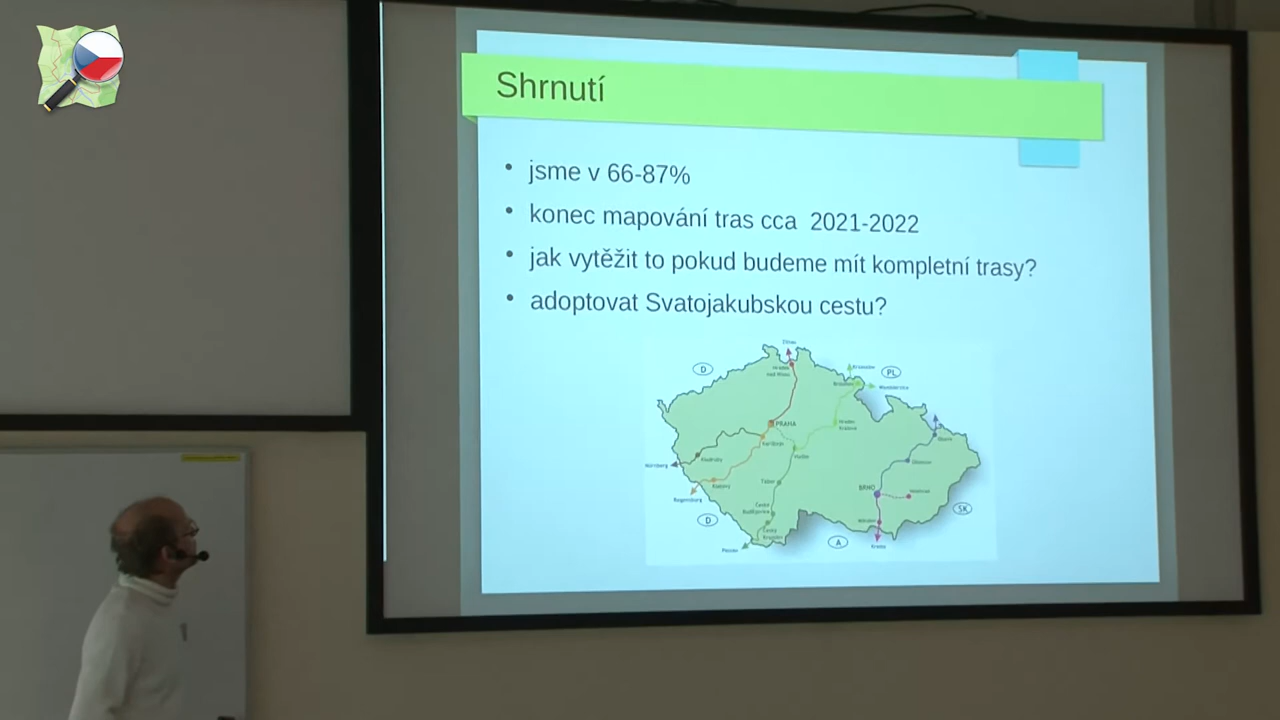 Shrnutí
• jsme v 66-87%
• konec mapování tras cca 2021-2022
• jak vytěžit to pokud budeme mít kompletní trasy?
• adoptovat Svatojakubskou cestu?
D
PL
PRAHA
Tábor
BRNO
SK
D
A